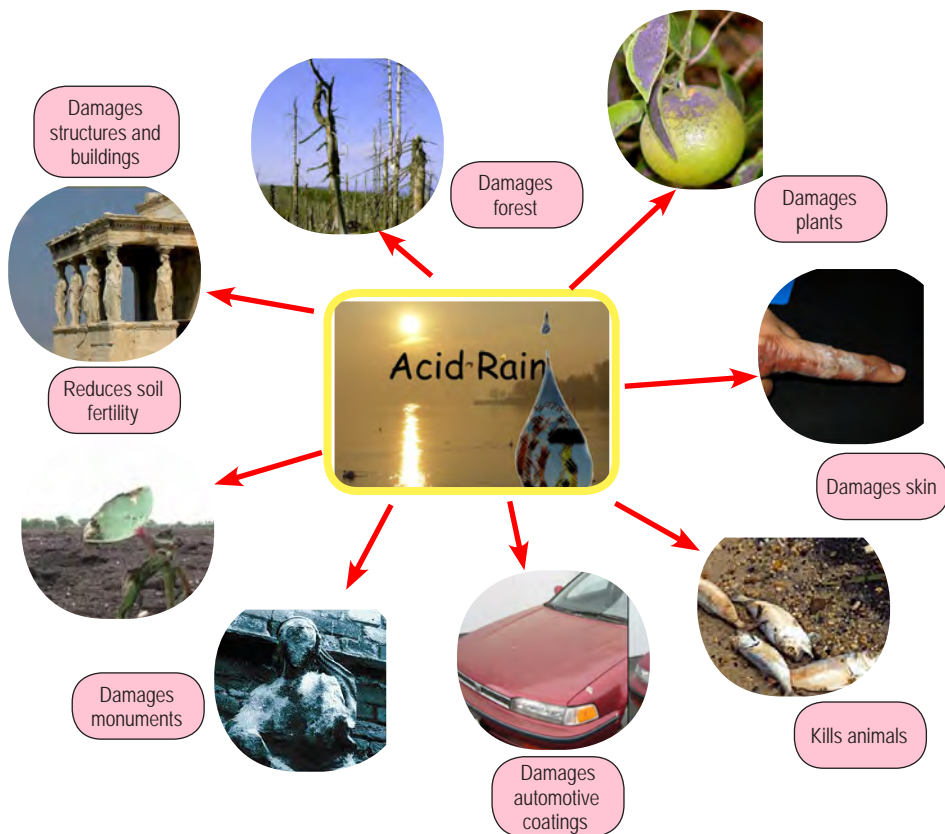 Damages
structures and
buildings
Damages
forest
Damages
plants
Acid Rain
Reduces soil
fertility
Damages skin
Damages
monuments
Kills animals
Damages
automotive
coatings